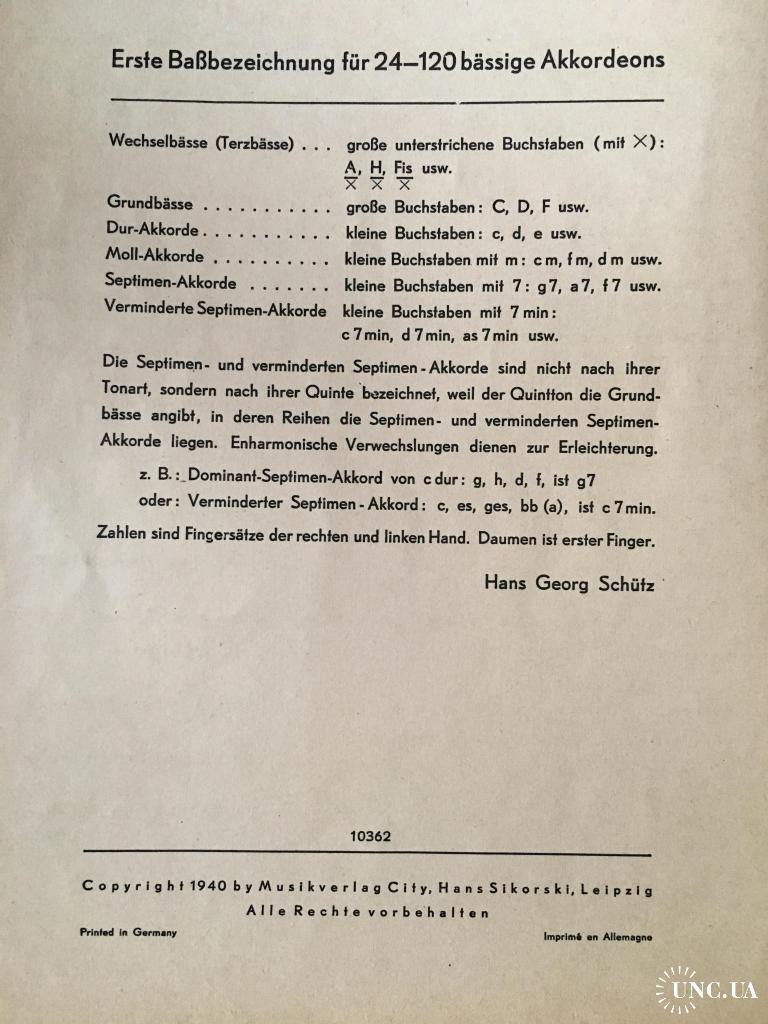 Erste Baßbezeichnung für 24—120 bässige Akkordeons
Wechselbässe (Terzbässe) . . . große unterstrichene Buchstaben (mit ×):
A, H, Fis usw.
× × ×
Grundbässe . . . . . . . . . . . große Buchstaben: C, D, F usw.
Dur-Akkorde . . . . . . . . . . . kleine Buchstaben: c, d, e usw.
Moll-Akkorde . . . . . . . . . . kleine Buchstaben mit m: cm, fm, dm usw.
Septimen-Akkorde . . . . . . . kleine Buchstaben mit 7: g7, a7, f7 usw.
Verminderte Septimen-Akkorde kleine Buchstaben mit 7 min:
c7min, d7min, as7min usw.
Die Septimen- und verminderten Septimen-Akkorde sind nicht nach ihrer
Tonart, sondern nach ihrer Quinte bezeichnet, weil der Quintton die Grund-
bässe angibt, in deren Reihen die Septimen- und verminderten Septimen-
Akkorde liegen. Enharmonische Verwechslungen dienen zur Erleichterung.
z. B.: Dominant-Septimen-Akkord von c dur: g, h, d, f, ist g7
oder: Verminderter Septimen-Akkord: c, es, ges, bb (a), ist c7min.
Zahlen sind Fingersätze der rechten und linken Hand. Daumen ist erster Finger.
Hans Georg Schütz
10362
Copyright 1940 by Musikverlag City, Hans Sikorski, Leipzig
Alle Rechte vorbehalten
Printed in Germany Imprimé en Allemagne
UNC.UA